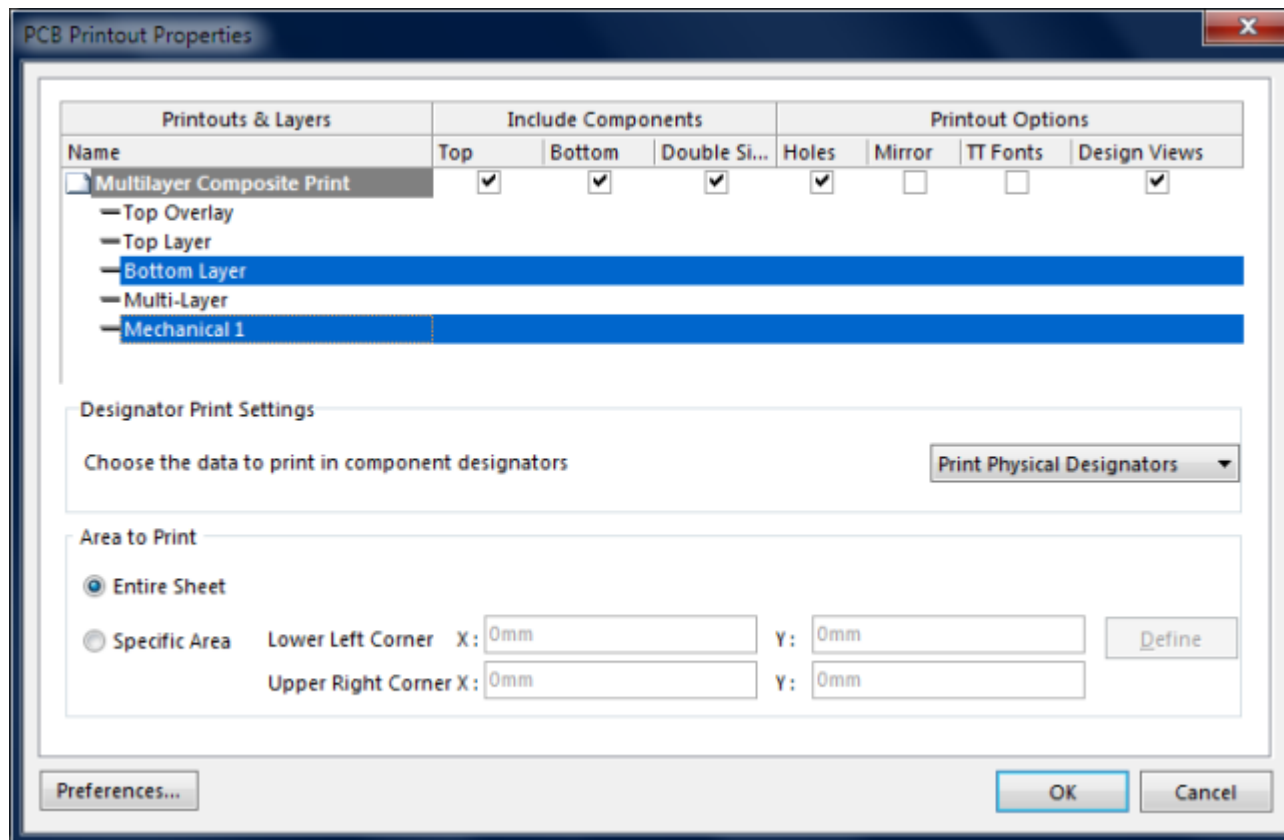 PCB Printout Properties
Printouts & Layers Include Components Printout Options
Name Top Bottom Double Si... Holes Mirror TT Fonts Design Views
Multilayer Composite Print
Top Overlay
Top Layer
Bottom Layer
Multi-Layer
Mechanical 1
Designator Print Settings
Choose the data to print in component designators Print Physical Designators
Area to Print
Entire Sheet
Specific Area Lower Left Corner X : 0mm Y : 0mm Define
Upper Right Corner X : 0mm Y : 0mm
Preferences... OK Cancel